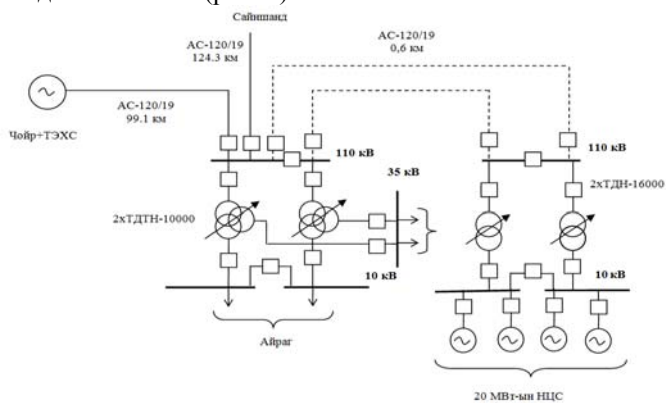 Сайншанд
АС-120/19
124.3 км
АС-120/19
0,6 км
АС-120/19
99.1 км
Чойр+ТЭХС
110 кВ
35 кВ
110 кВ
2хТДТН-10000
2хТДН-16000
10 кВ
10 кВ
Айраг
20 МВт-ын НЦС